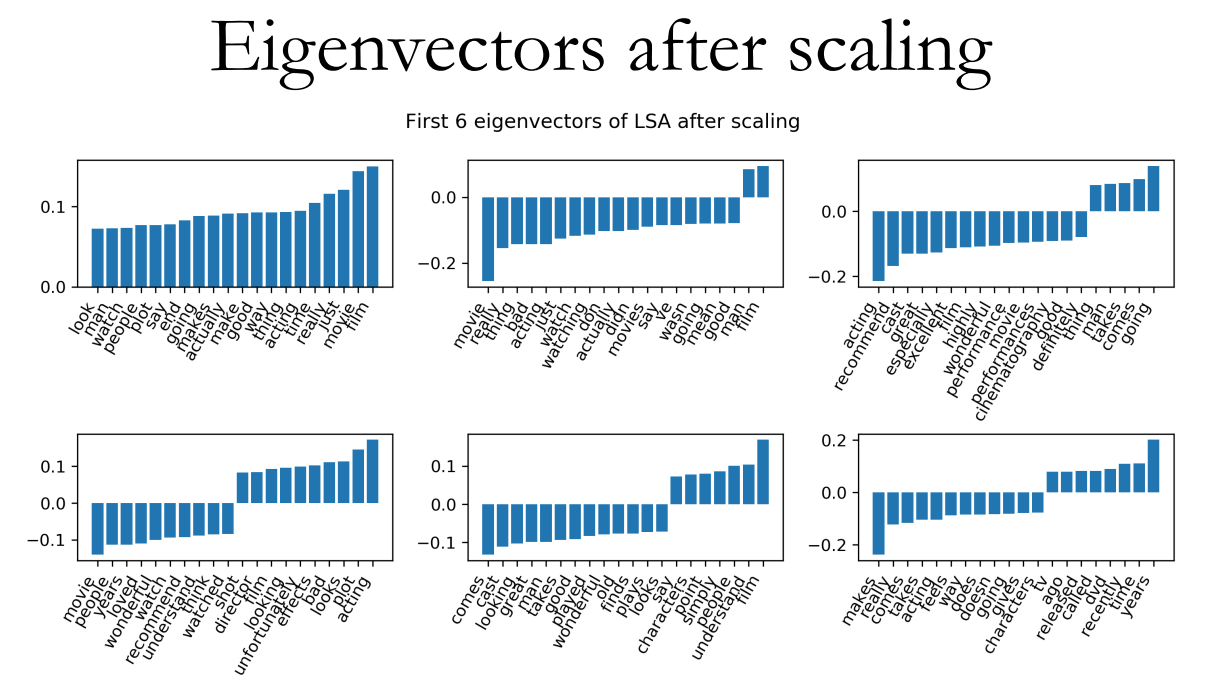 Eigenvectors after scaling
First 6 eigenvectors of LSA after scaling
0.1
0.0
look
man
watch
people
plot
say
end
going
makes
actually
make
good
way
thing
acting
time
really
just
movie
film
0.0
−0.2
movie
really
thing
bad
acting
just
watch
watching
don
actually
didn
movies
say
ve
wasn
going
mean
good
man
film
0.0
−0.2
acting
recommend
cast
great
especially
excellent
film
highly
wonderful
performance
movie
performances
cinematography
good
definitely
thing
man
takes
comes
going
0.1
0.0
−0.1
movie
people
years
loved
wonderful
watch
recommend
understand
think
watched
shot
director
film
looking
unfortunately
effects
bad
looks
plot
acting
0.1
0.0
−0.1
comes
cast
looking
great
man
takes
good
played
wonderful
old
finds
plays
looks
say
characters
point
simply
people
understand
film
0.2
0.0
−0.2
makes
really
comes
takes
acting
feels
way
does
doesn
going
gives
characters
tv
ago
released
called
dvd
recently
time
years